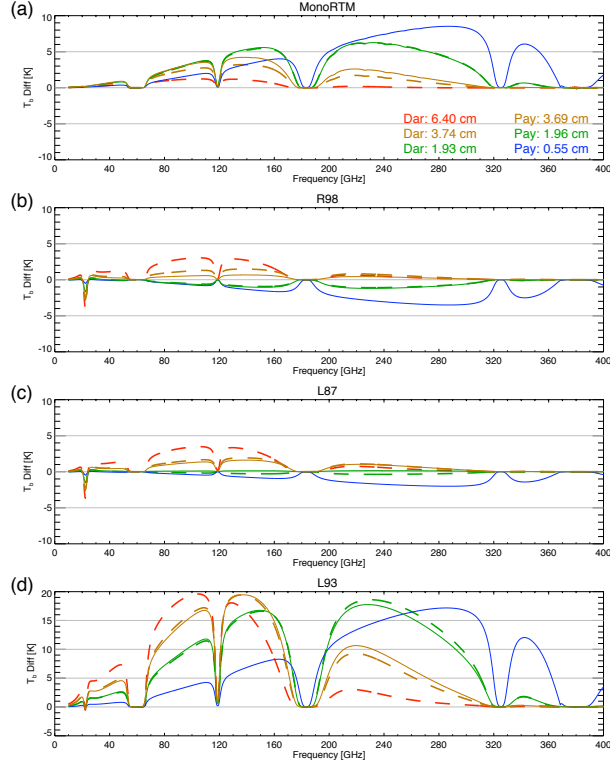 (a)
MonoRTM
10
5
0
-5
-10
T_b Diff [K]
Dar: 6.40 cm Pay: 3.69 cm
Dar: 3.74 cm Pay: 1.96 cm
Dar: 1.93 cm Pay: 0.55 cm
0 40 80 120 160 200 240 280 320 360 400
Frequency [GHz]
(b)
R98
10
5
0
-5
-10
T_b Diff [K]
0 40 80 120 160 200 240 280 320 360 400
Frequency [GHz]
(c)
L87
10
5
0
-5
-10
T_b Diff [K]
0 40 80 120 160 200 240 280 320 360 400
Frequency [GHz]
(d)
L93
20
15
10
5
0
-5
T_b Diff [K]
0 40 80 120 160 200 240 280 320 360 400
Frequency [GHz]